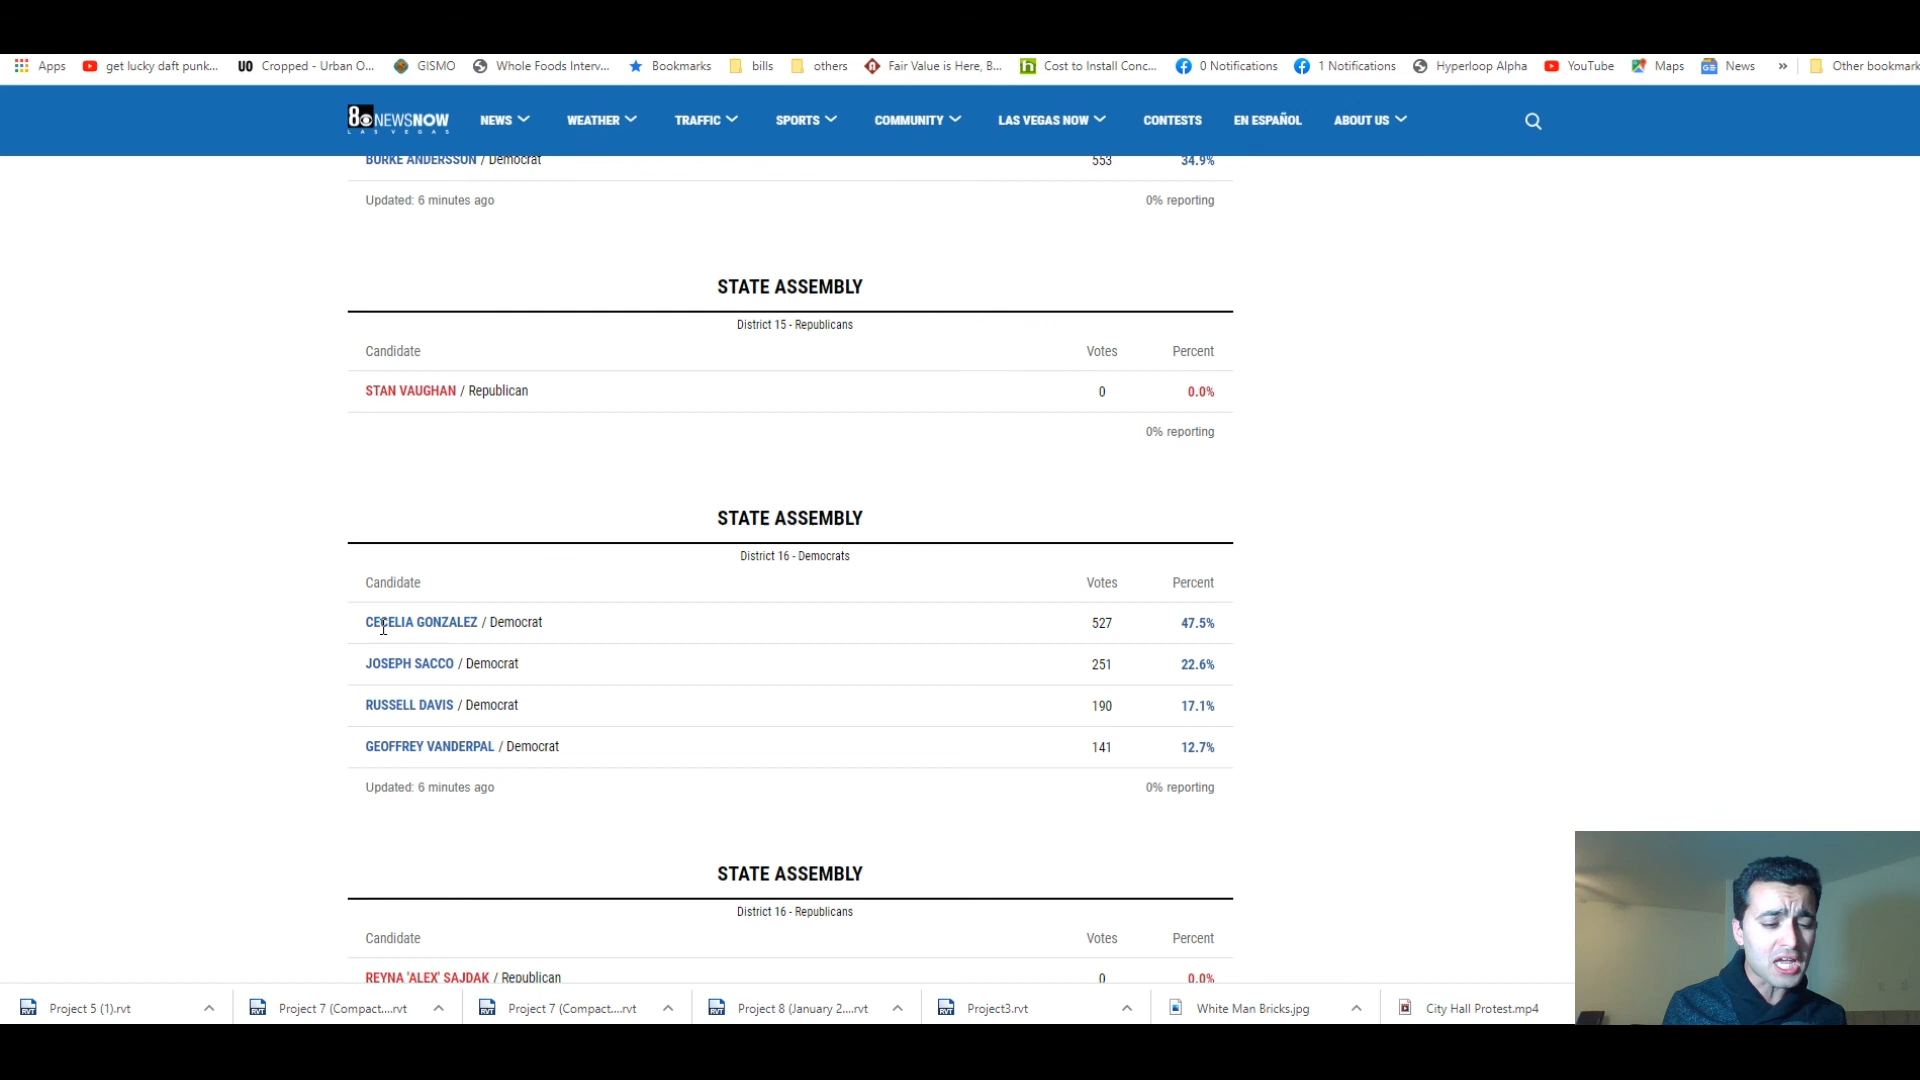 Apps get lucky daft punk... UO Cropped - Urban O... GISMO Whole Foods Interv... Bookmarks bills others Fair Value is Here, B... Cost to Install Conc... 0 Notifications 1 Notifications Hyperloop Alpha YouTube Maps News » Other bookmark
8 NEWSNOW NEWS WEATHER TRAFFIC SPORTS COMMUNITY LAS VEGAS NOW CONTESTS EN ESPAÑOL ABOUT US
LAS VEGAS
BURKE ANDERSSON / Democrat 553 34.9%
Updated: 6 minutes ago 0% reporting
STATE ASSEMBLY
District 15 - Republicans
Candidate Votes Percent
STAN VAUGHAN / Republican 0 0.0%
0% reporting
STATE ASSEMBLY
District 16 - Democrats
Candidate Votes Percent
CECELIA GONZALEZ / Democrat 527 47.5%
JOSEPH SACCO / Democrat 251 22.6%
RUSSELL DAVIS / Democrat 190 17.1%
GEOFFREY VANDERPAL / Democrat 141 12.7%
Updated: 6 minutes ago 0% reporting
STATE ASSEMBLY
District 16 - Republicans
Candidate Votes Percent
REYNA 'ALEX' SAJDAK / Republican 0 0.0%
Project 5 (1).rvt Project 7 (Compact....rvt Project 7 (Compact....rvt Project 8 (January 2....rvt Project3.rvt White Man Bricks.jpg City Hall Protest.mp4